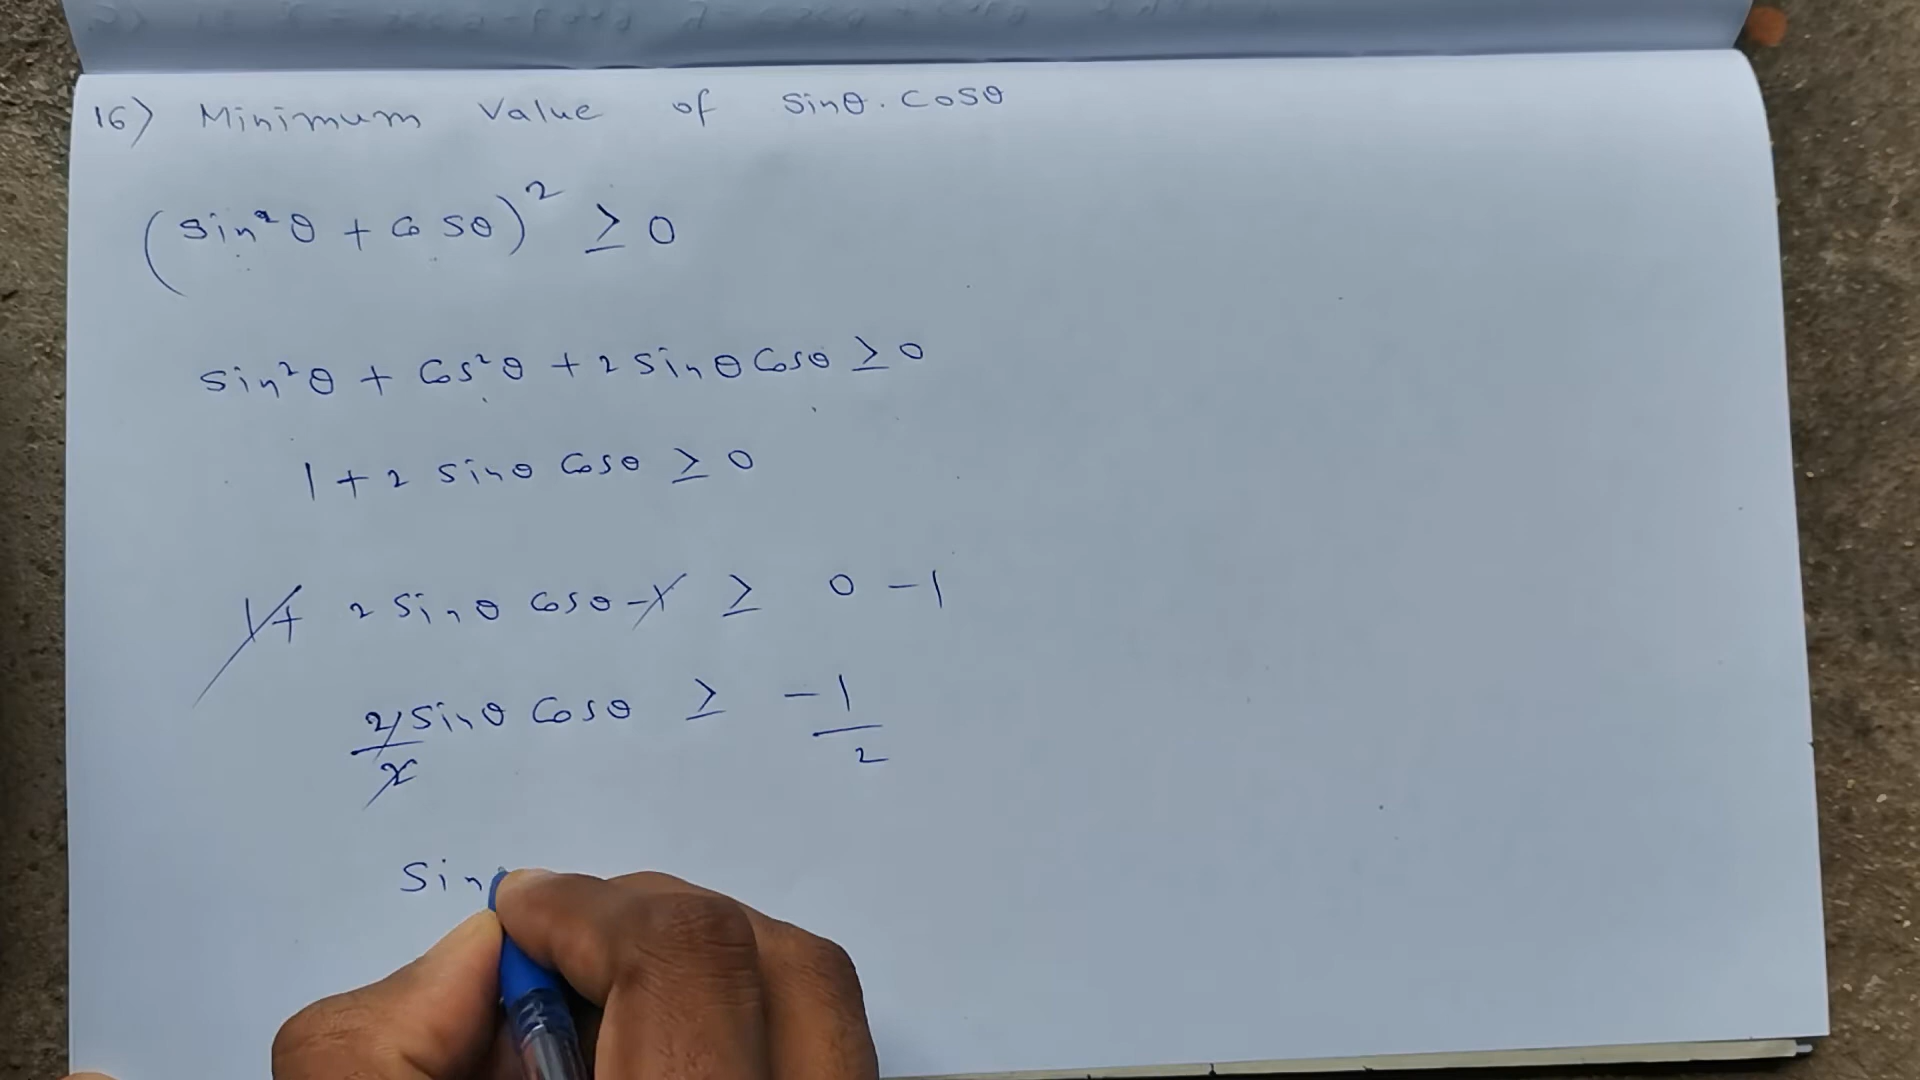 16) Minimum Value of sinθ. cosθ
(sin²θ + cosθ)² ≥ 0
sin²θ + cos²θ + 2 sinθ cosθ ≥ 0
1 + 2 sinθ cosθ ≥ 0
1+ 2 sinθ cosθ -1 ≥ 0 -1
2 sinθ cosθ / 2 ≥ -1 / 2
Sin